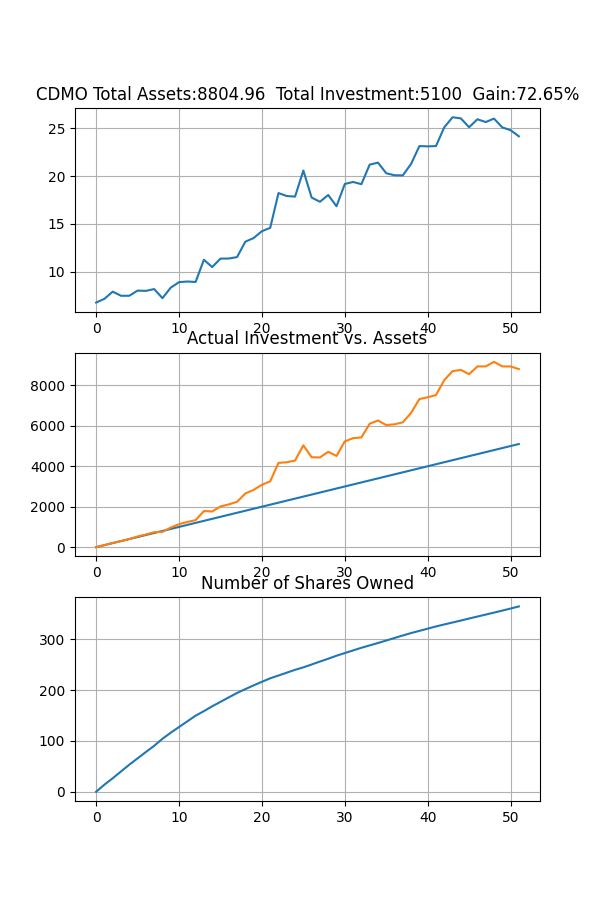 CDMO Total Assets:8804.96  Total Investment:5100  Gain:72.65%
25
20
15
10
0 10 20 30 40 50
Actual Investment vs. Assets
8000
6000
4000
2000
0
0 10 20 30 40 50
Number of Shares Owned
300
200
100
0
0 10 20 30 40 50